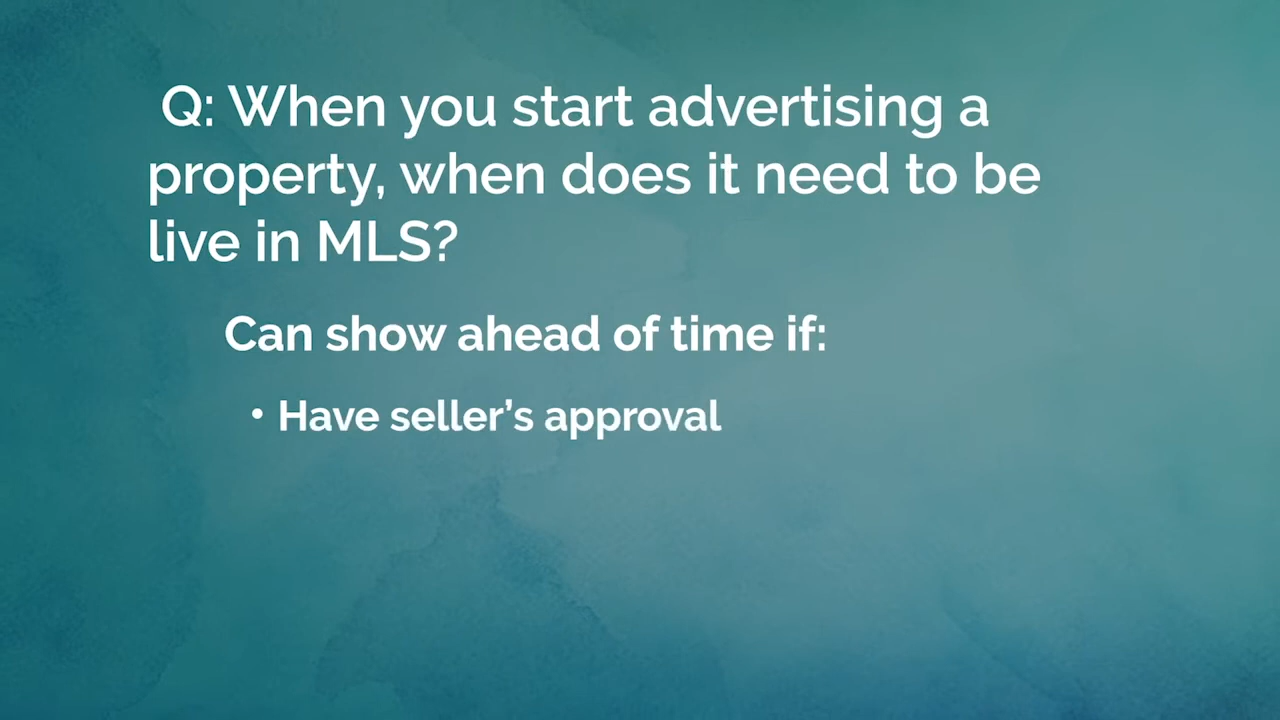 Q: When you start advertising a
property, when does it need to be
live in MLS?
Can show ahead of time if:
• Have seller’s approval